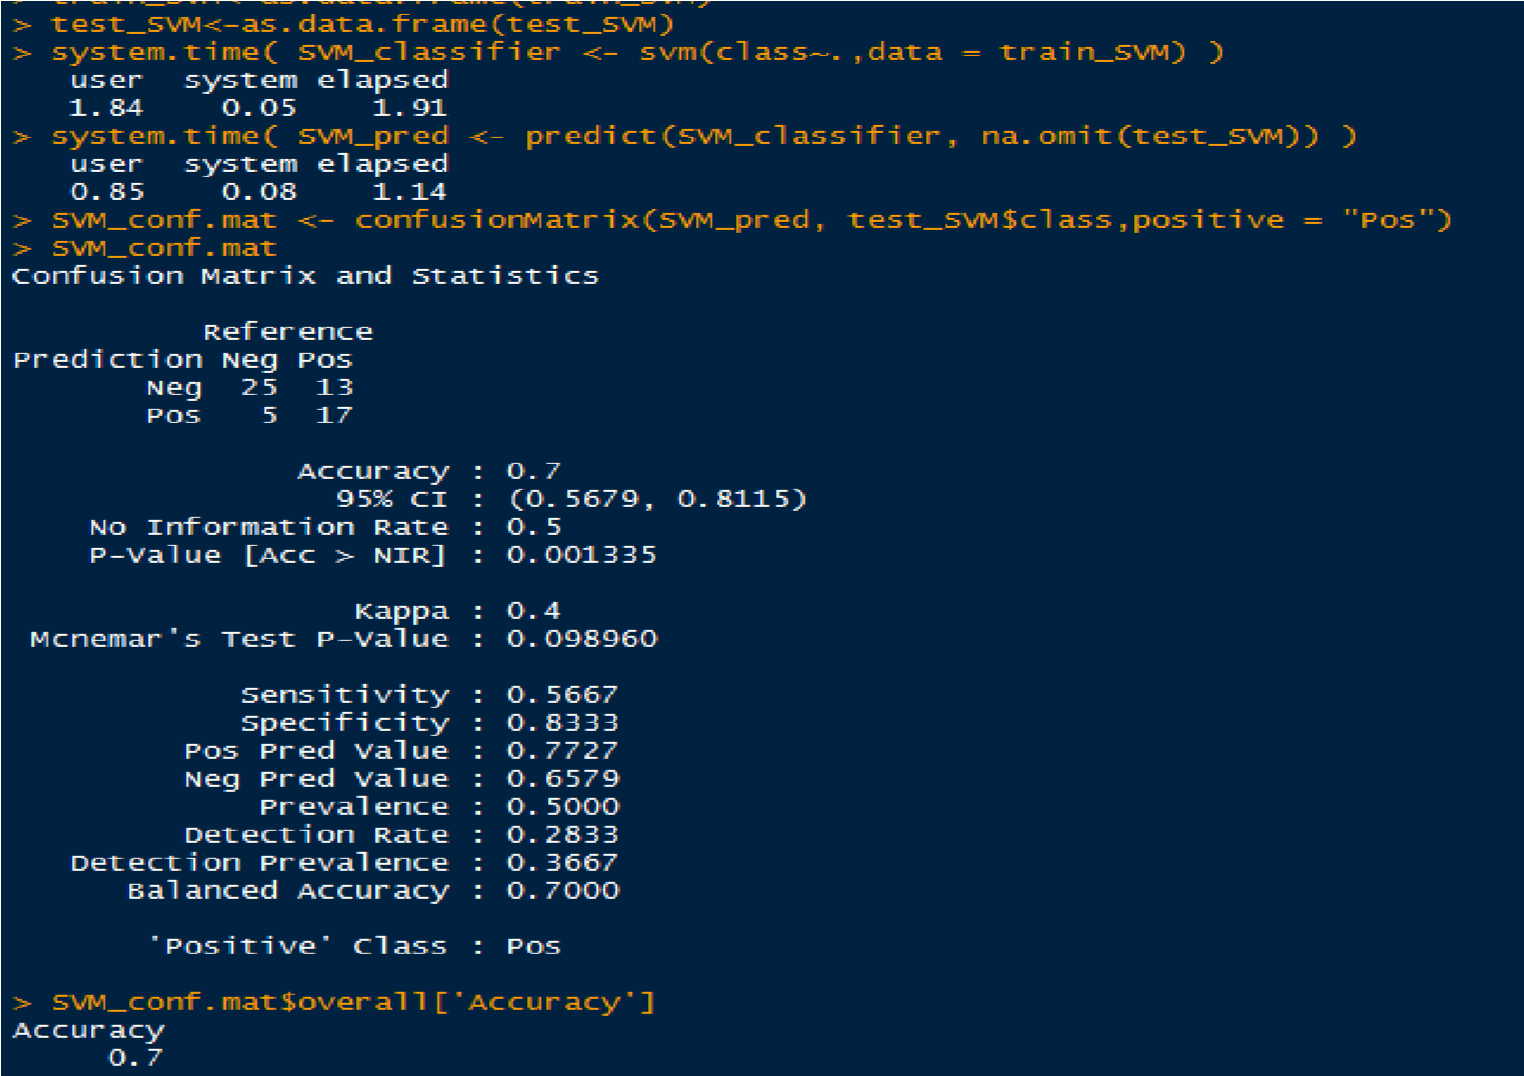 > train_SVM<-as.data.frame(train_SVM)
> test_SVM<-as.data.frame(test_SVM)
> system.time( SVM_classifier <- svm(class~.,data = train_SVM) )
   user  system elapsed
   1.84    0.05    1.91
> system.time( SVM_pred <- predict(SVM_classifier, na.omit(test_SVM)) )
   user  system elapsed
   0.85    0.08    1.14
> SVM_conf.mat <- confusionMatrix(SVM_pred, test_SVM$class,positive = "Pos")
> SVM_conf.mat
Confusion Matrix and Statistics
          Reference
Prediction Neg Pos
       Neg  25  13
       Pos   5  17
               Accuracy : 0.7
                 95% CI : (0.5679, 0.8115)
    No Information Rate : 0.5
    P-Value [Acc > NIR] : 0.001335
                  Kappa : 0.4
 Mcnemar's Test P-Value : 0.098960
            Sensitivity : 0.5667
            Specificity : 0.8333
         Pos Pred Value : 0.7727
         Neg Pred Value : 0.6579
             Prevalence : 0.5000
         Detection Rate : 0.2833
   Detection Prevalence : 0.3667
      Balanced Accuracy : 0.7000
       'Positive' Class : Pos
> SVM_conf.mat$overall['Accuracy']
Accuracy
     0.7